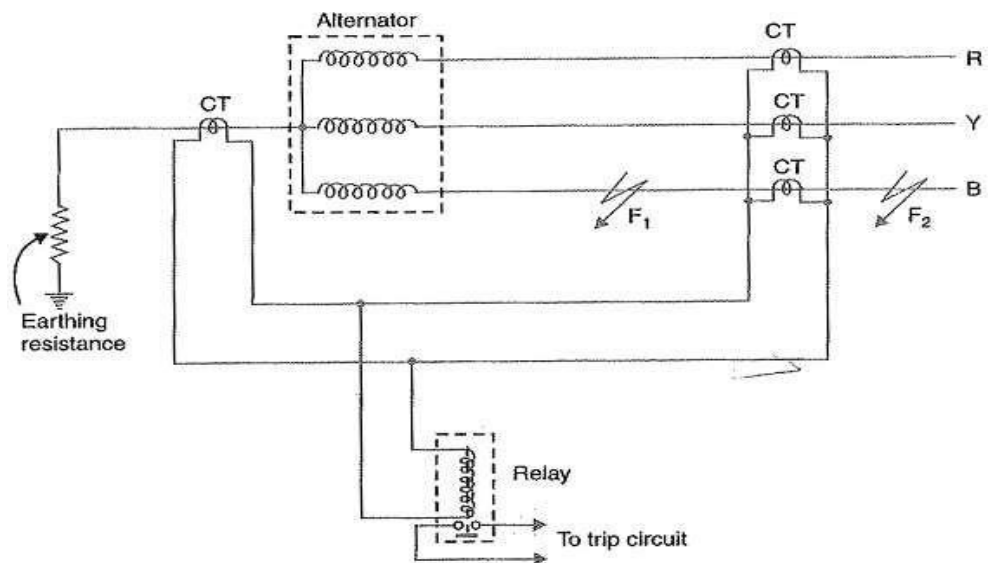 Alternator
CT
R
CT
CT
Y
CT
B
F1
F2
Earthing
resistance
Relay
To trip circuit